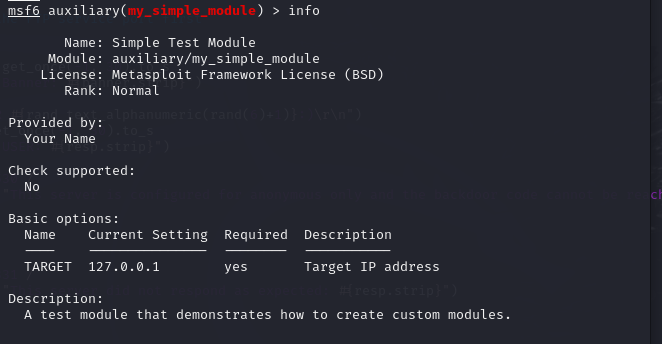 msf6 auxiliary(my_simple_module) > info
Name: Simple Test Module
Module: auxiliary/my_simple_module
License: Metasploit Framework License (BSD)
Rank: Normal
Provided by:
Your Name
Check supported:
No
Basic options:
Name Current Setting Required Description
TARGET 127.0.0.1 yes Target IP address
Description:
A test module that demonstrates how to create custom modules.